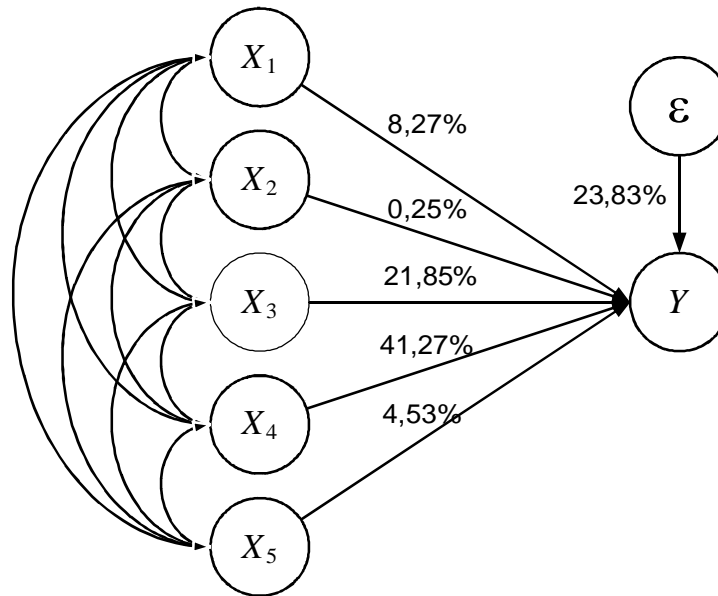 X₁
ε
8,27%
X₂
23,83%
0,25%
X₃
21,85%
Y
41,27%
X₄
4,53%
X₅